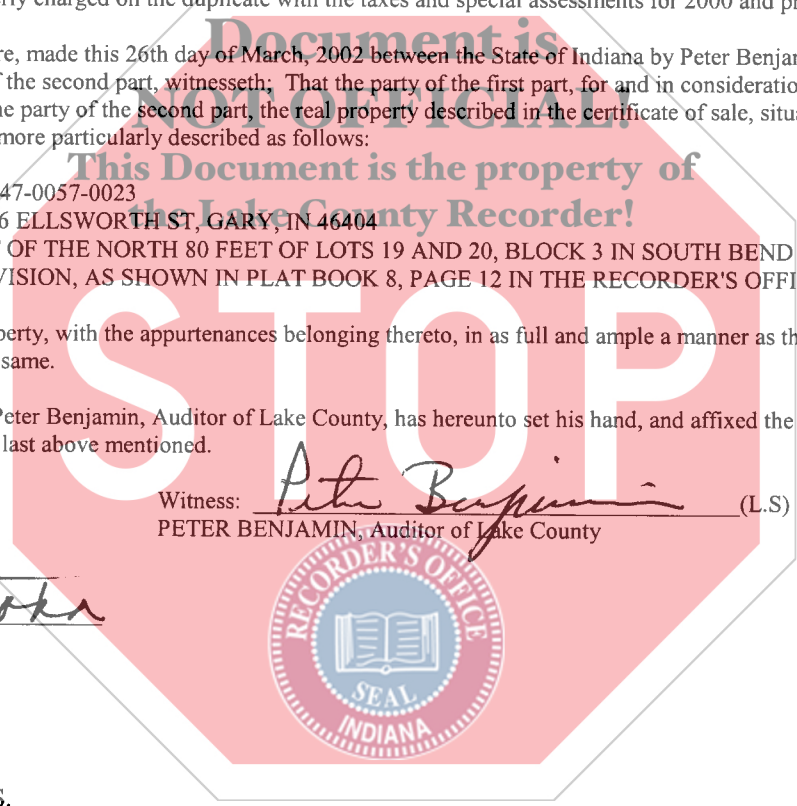 rly charged on the duplicate with the taxes and special assessments for 2000 and pr
Document is
re, made this 26th day of March, 2002 between the State of Indiana by Peter Benjam
f the second part, witnesseth; That the party of the first part, for and in consideratio
NOT OFFICIAL!
he party of the second part, the real property described in the certificate of sale, situa
more particularly described as follows:
This Document is the property of
47-0057-0023
the Lake County Recorder!
6 ELLSWORTH ST, GARY, IN 46404
OF THE NORTH 80 FEET OF LOTS 19 AND 20, BLOCK 3 IN SOUTH BEND
VISION, AS SHOWN IN PLAT BOOK 8, PAGE 12 IN THE RECORDER'S OFFI
STOP
perty, with the appurtenances belonging thereto, in as full and ample a manner as th
same.
Peter Benjamin, Auditor of Lake County, has hereunto set his hand, and affixed the
last above mentioned.
Witness: Peter Benjamin (L.S)
PETER BENJAMIN, Auditor of Lake County
RECORDER'S OFFICE
SEAL
INDIANA